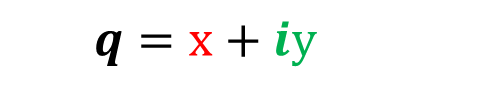 q = x + iy